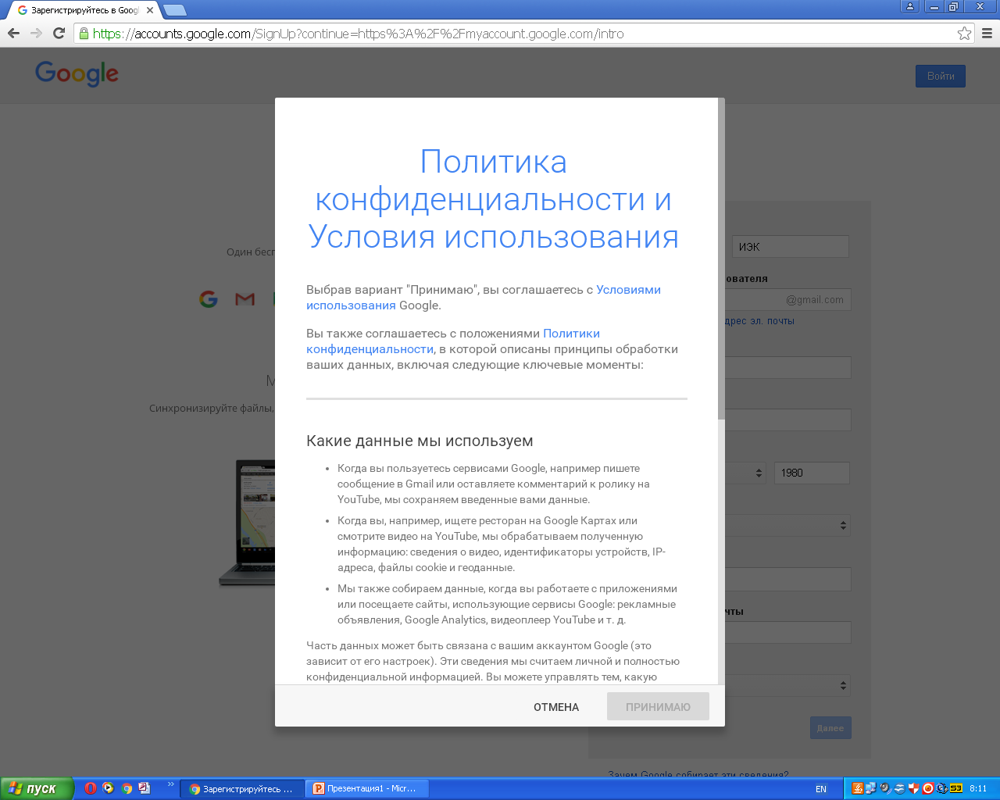 Зарегистрируйтесь в Googl
https://accounts.google.com/SignUp?continue=https%3A%2F%2Fmyaccount.google.com/intro
Google
Войти
Политика
конфиденциальности и
Условия использования
Один бесп
ИЭК
Выбрав вариант "Принимаю", вы соглашаетесь с Условиями
использования Google.
ователя
@gmail.com
дрес эл. почты
Вы также соглашаетесь с положениями Политики
конфиденциальности, в которой описаны принципы обработки
ваших данных, включая следующие ключевые моменты:
М
Синхронизируйте файлы,
Какие данные мы используем
Когда вы пользуетесь сервисами Google, например пишете
сообщение в Gmail или оставляете комментарий к ролику на
YouTube, мы сохраняем введенные вами данные.
1980
Когда вы, например, ищете ресторан на Google Картах или
смотрите видео на YouTube, мы обрабатываем полученную
информацию: сведения о видео, идентификаторы устройств, IP-
адреса, файлы cookie и геоданные.
Мы также собираем данные, когда вы работаете с приложениями
или посещаете сайты, использующие сервисы Google: рекламные
объявления, Google Analytics, видеоплеер YouTube и т. д.
чты
Часть данных может быть связана с вашим аккаунтом Google (это
зависит от его настроек). Эти сведения мы считаем личной и полностью
конфиденциальной информацией. Вы можете управлять тем, какую
ОТМЕНА
ПРИНИМАЮ
Далее
Зачем Google собирает эти сведения?
пуск
Зарегистрируйтесь ...
Презентация1 - Micr...
EN
8:11